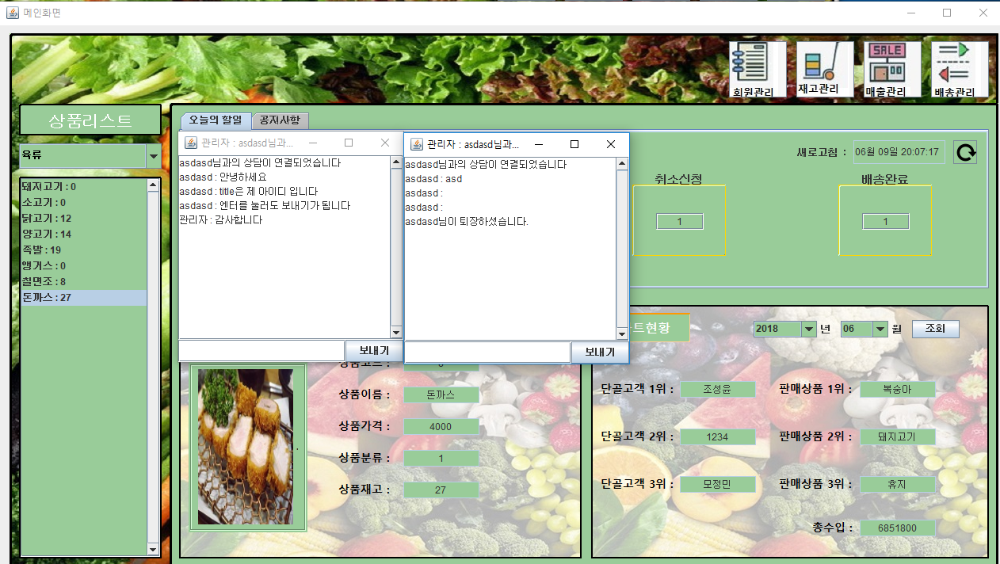 메인화면
회원관리
재고관리
SALE
매출관리
배송관리
상품리스트
육류
돼지고기 : 0
소고기 : 0
닭고기 : 12
양고기 : 14
족발 : 19
앵거스 : 0
칠면조 : 8
돈까스 : 27
오늘의 할일
공지사항
새로고침 :
06월 09일 20:07:17
취소신청
1
배송완료
1
관리자 : asdasd님과...
asdasd님과의 상담이 연결되었습니다
asdasd : 안녕하세요
asdasd : title은 제 아이디 입니다
asdasd : 엔터를 눌러도 보내기가 됩니다
관리자 : 감사합니다
보내기
관리자 : asdasd님과...
asdasd님과의 상담이 연결되었습니다
asdasd : asd
asdasd :
asdasd :
asdasd님이 퇴장하셨습니다.
보내기
상품이름 : 돈까스
상품가격 : 4000
상품분류 : 1
상품재고 : 27
트현황
2018 년 06 월 조회
단골고객 1위 : 조성윤 판매상품 1위 : 복숭아
단골고객 2위 : 1234 판매상품 2위 : 돼지고기
단골고객 3위 : 모정민 판매상품 3위 : 휴지
총수입 : 6851800